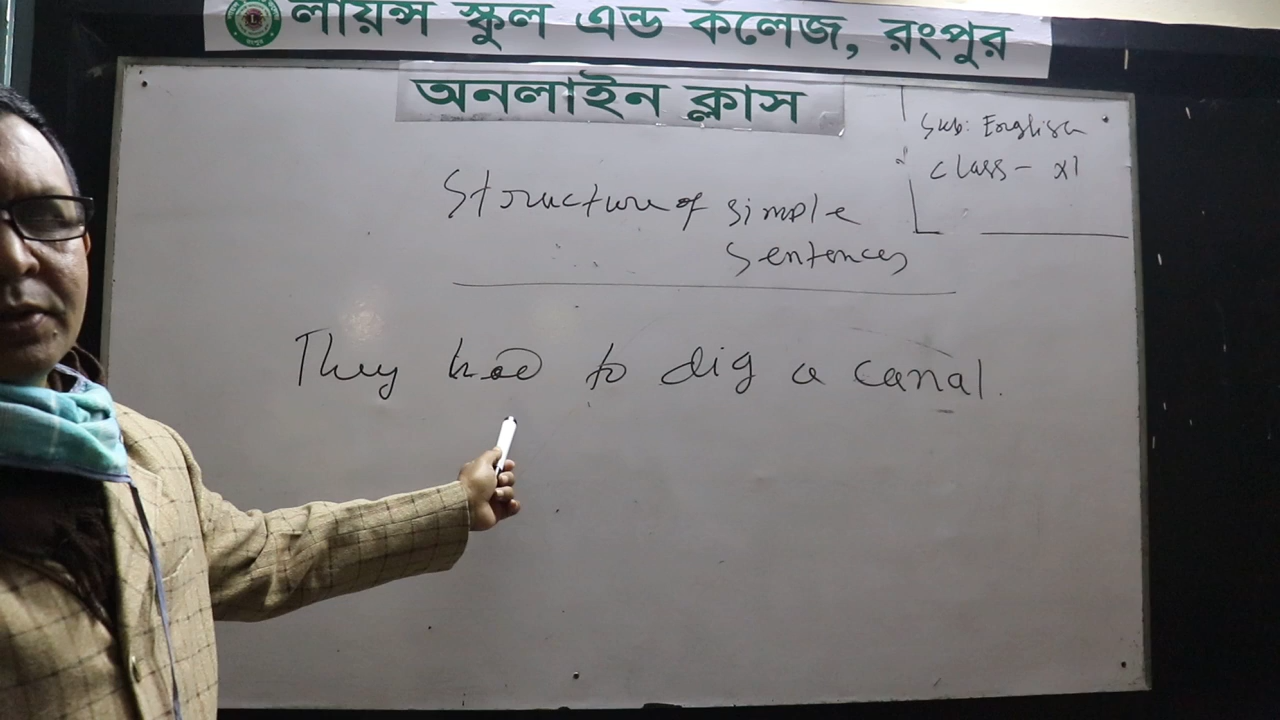 লায়ন্স স্কুল এন্ড কলেজ, রংপুর
অনলাইন ক্লাস
Sub: English
Class - XI
Structure of simple
sentences
They had to dig a canal.